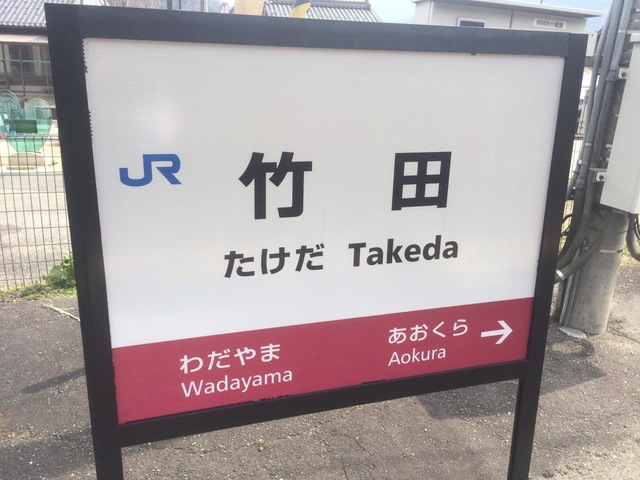 JR 竹田
たけだ Takeda
わだやま
Wadayama
あおくら →
Aokura